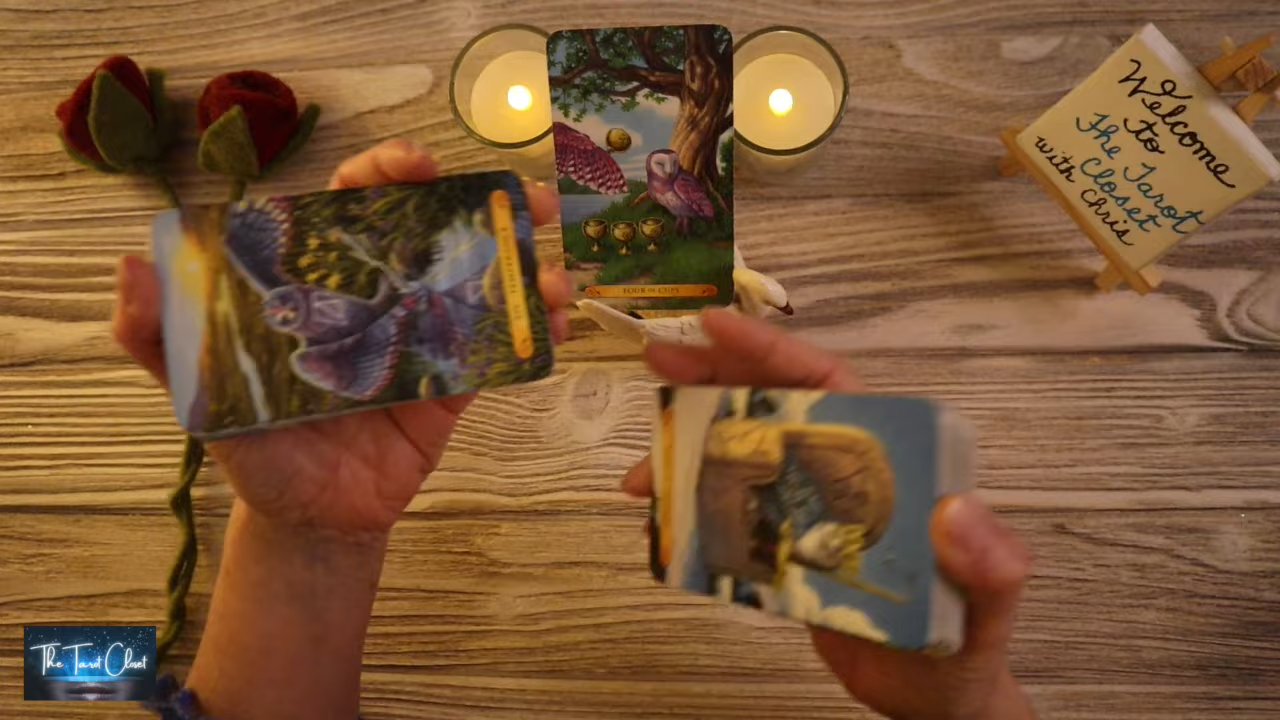 FOUR OF CUPS
Welcome
to
The Tarot
Closet
with Chris
The Tarot Closet